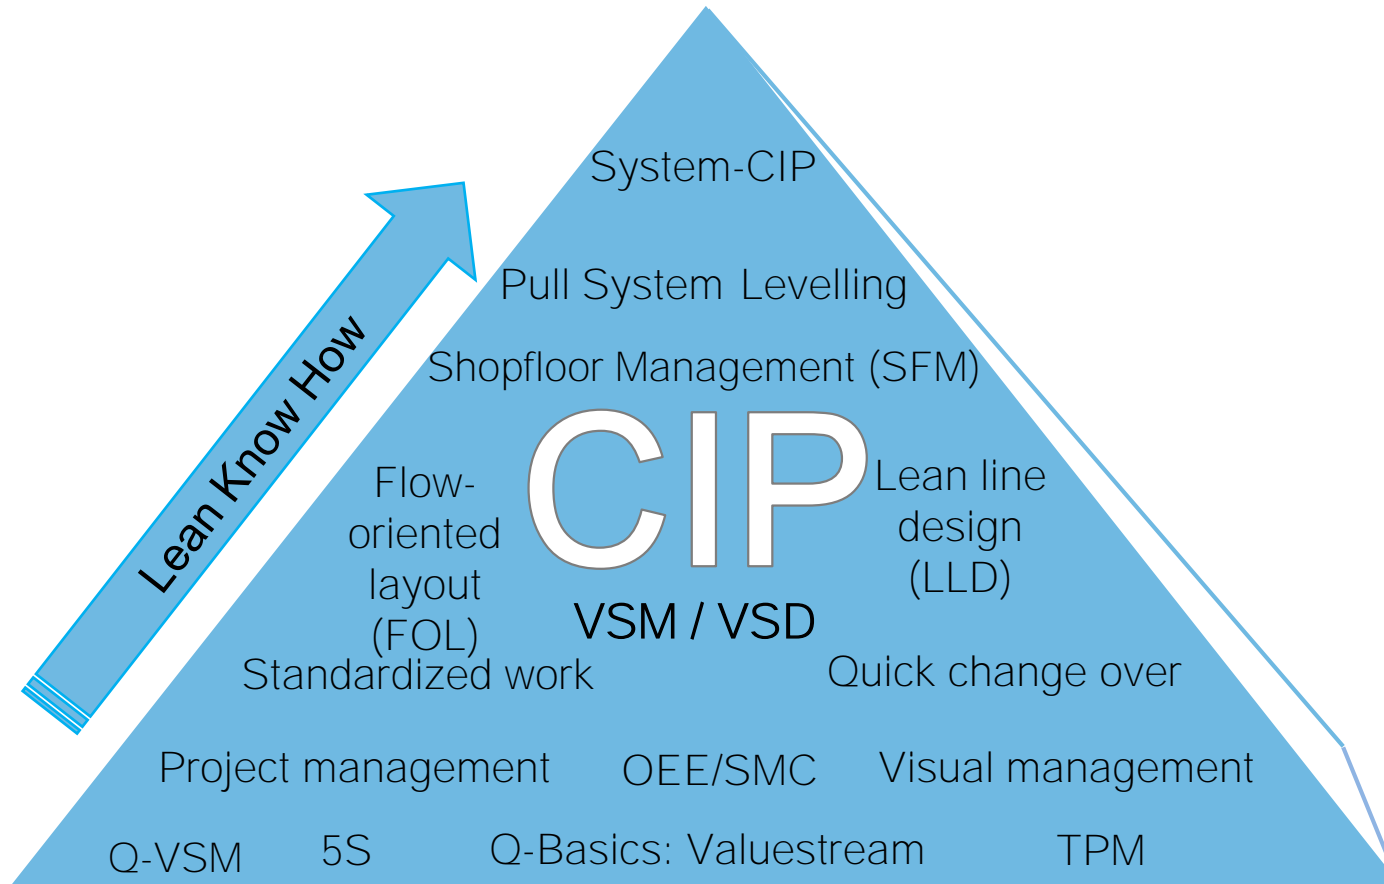 System-CIP
Pull System Levelling
Shopfloor Management (SFM)
Lean Know How
CIP
Flow-
oriented
layout
(FOL)
Lean line
design
(LLD)
VSM / VSD
Standardized work
Quick change over
Project management
OEE/SMC
Visual management
Q-VSM
5S
Q-Basics: Valuestream
TPM